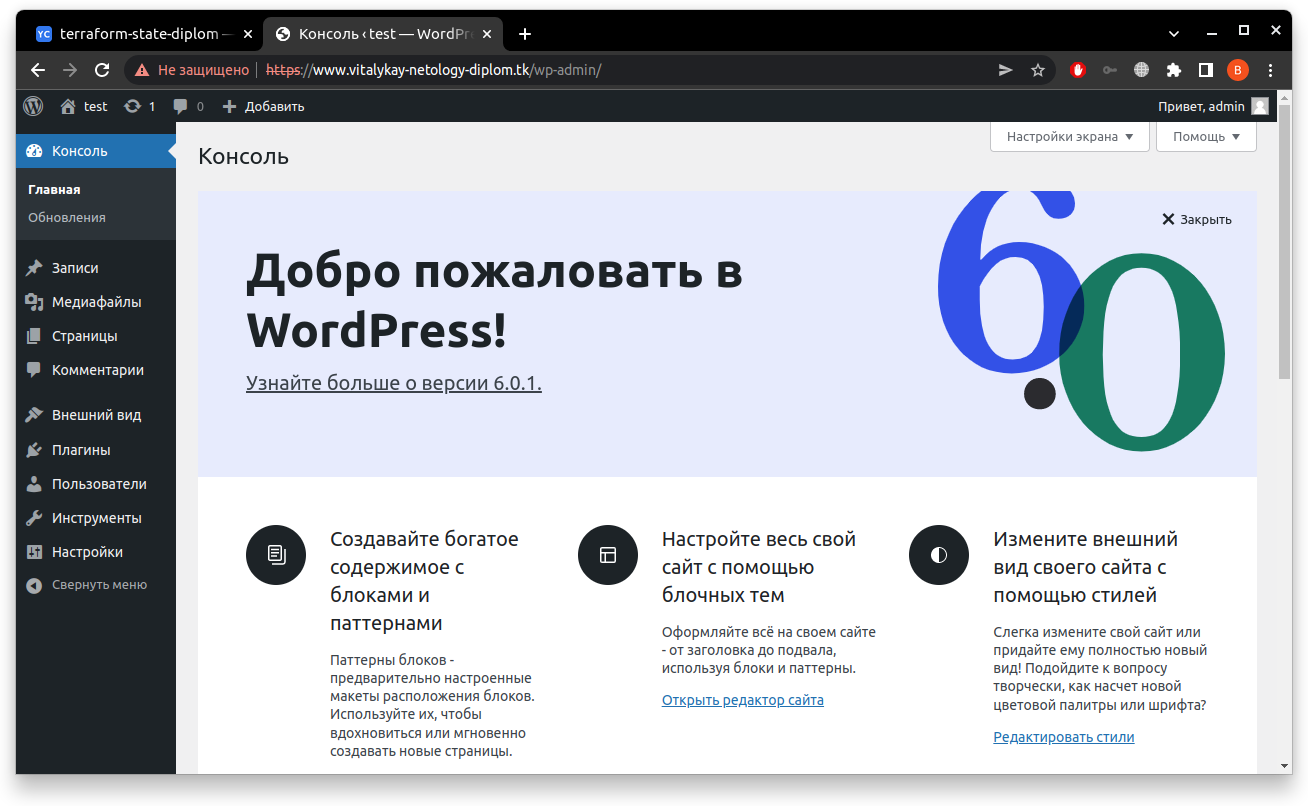 YC terraform-state-diplom —
Консоль ‹ test — WordPre
Не защищено https://www.vitalykay-netology-diplom.tk/wp-admin/
B
test 1 0 Добавить Привет, admin
Консоль
Главная
Обновления
Записи
Медиафайлы
Страницы
Комментарии
Внешний вид
Плагины
Пользователи
Инструменты
Настройки
Свернуть меню
Настройки экрана Помощь
Консоль
Закрыть
6.0
Добро пожаловать в
WordPress!
Узнайте больше о версии 6.0.1.
Создавайте богатое
содержимое с
блоками и
паттернами
Паттерны блоков -
предварительно настроенные
макеты расположения блоков.
Используйте их, чтобы
вдохновиться или мгновенно
создавать новые страницы.
Настройте весь свой
сайт с помощью
блочных тем
Оформляйте всё на своем сайте
- от заголовка до подвала,
используя блоки и паттерны.
Открыть редактор сайта
Измените внешний
вид своего сайта с
помощью стилей
Слегка измените свой сайт или
придайте ему полностью новый
вид! Подойдите к вопросу
творчески, как насчет новой
цветовой палитры или шрифта?
Редактировать стили